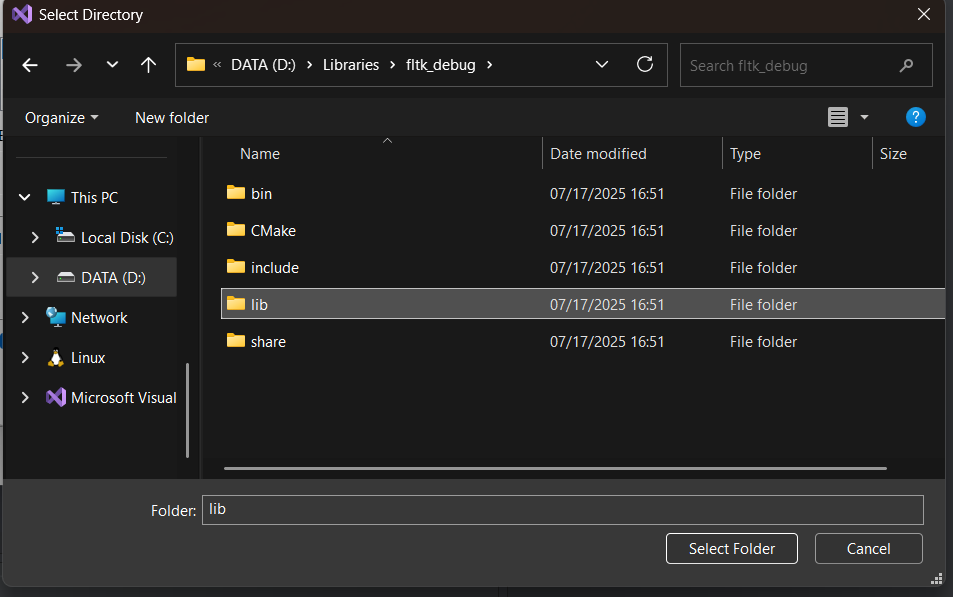 Select Directory
« DATA (D:) > Libraries > fltk_debug >
Search fltk_debug
Organize
New folder
?
Name Date modified Type Size
This PC
Local Disk (C:)
DATA (D:)
Network
Linux
Microsoft Visual
bin 07/17/2025 16:51 File folder
CMake 07/17/2025 16:51 File folder
include 07/17/2025 16:51 File folder
lib 07/17/2025 16:51 File folder
share 07/17/2025 16:51 File folder
Folder: lib
Select Folder
Cancel